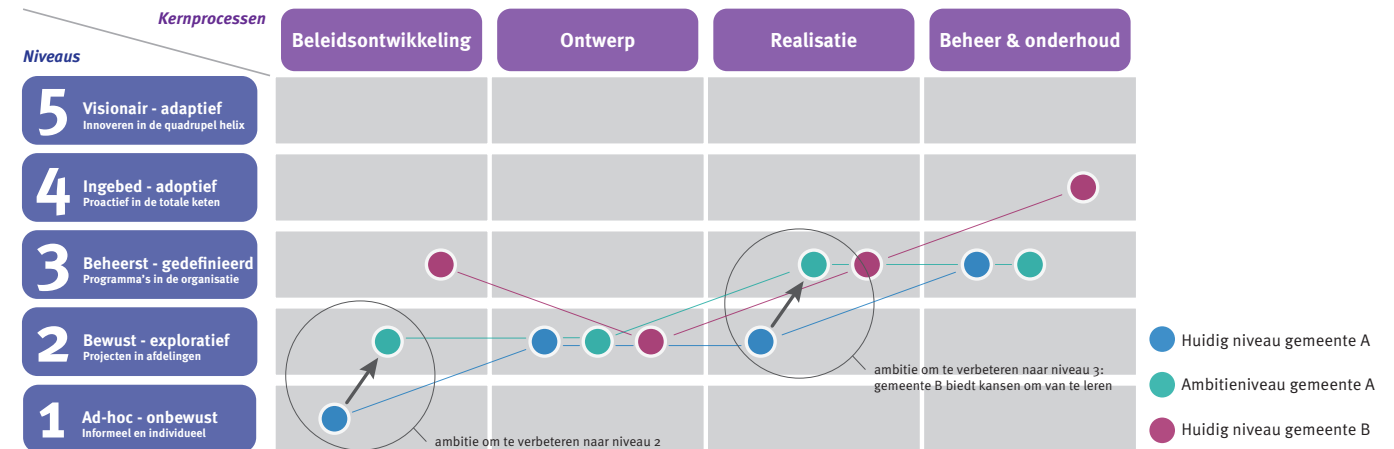 Kernprocessen
Niveaus
Beleidsontwikkeling
Ontwerp
Realisatie
Beheer & onderhoud
5
Visionair - adaptief
Innoveren in de quadrupel helix
4
Ingebed - adoptief
Proactief in de totale keten
3
Beheerst - gedefinieerd
Programma's in de organisatie
2
Bewust - exploratief
Projecten in afdelingen
1
Ad-hoc - onbewust
Informeel en individueel
ambitie om te verbeteren naar niveau 2
ambitie om te verbeteren naar niveau 3:
gemeente B biedt kansen om van te leren
Huidig niveau gemeente A
Ambitieniveau gemeente A
Huidig niveau gemeente B